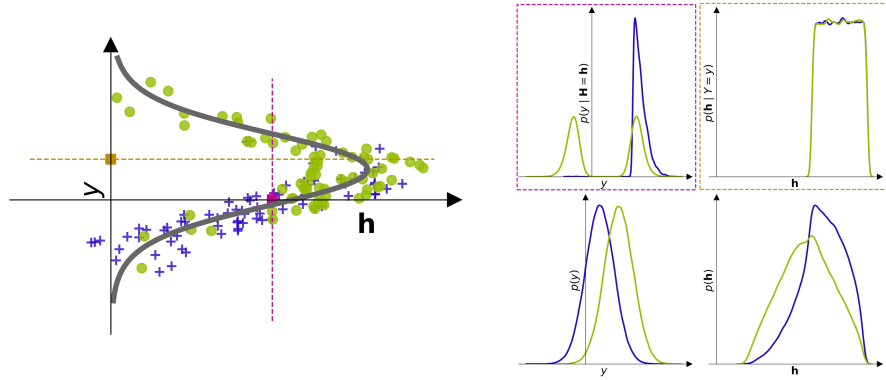 y
h
p(y | H = h)
y
p(h | Y = y)
h
p(y)
y
p(h)
h